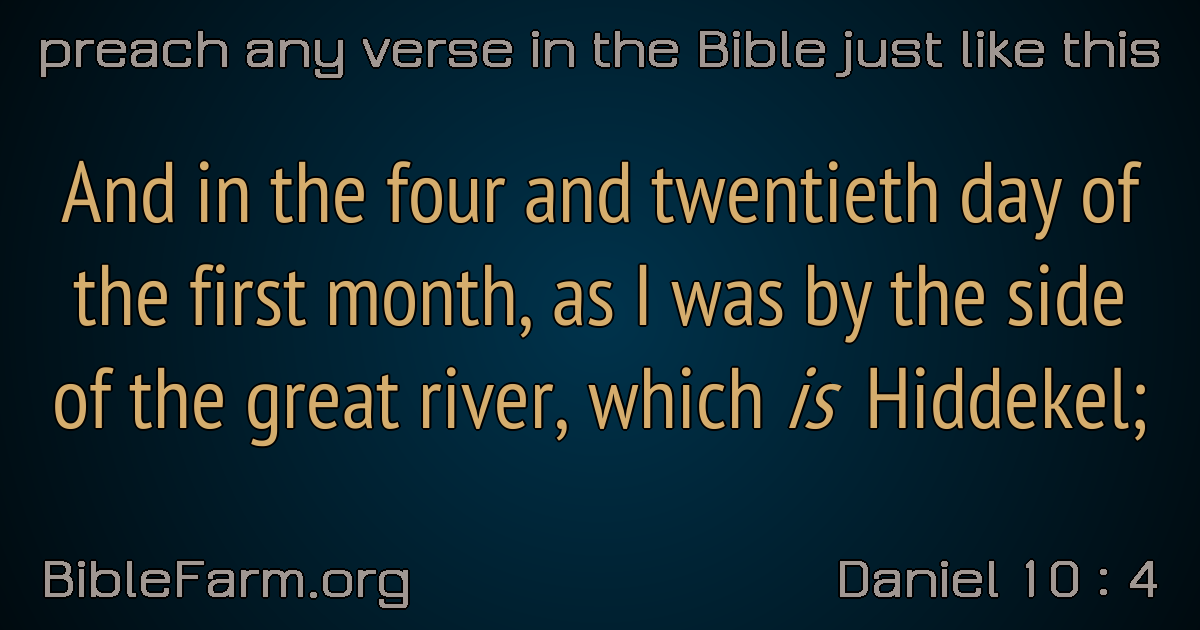 preach any verse in the Bible just like this
And in the four and twentieth day of
the first month, as I was by the side
of the great river, which is Hiddekel;
BibleFarm.org
Daniel 10 : 4